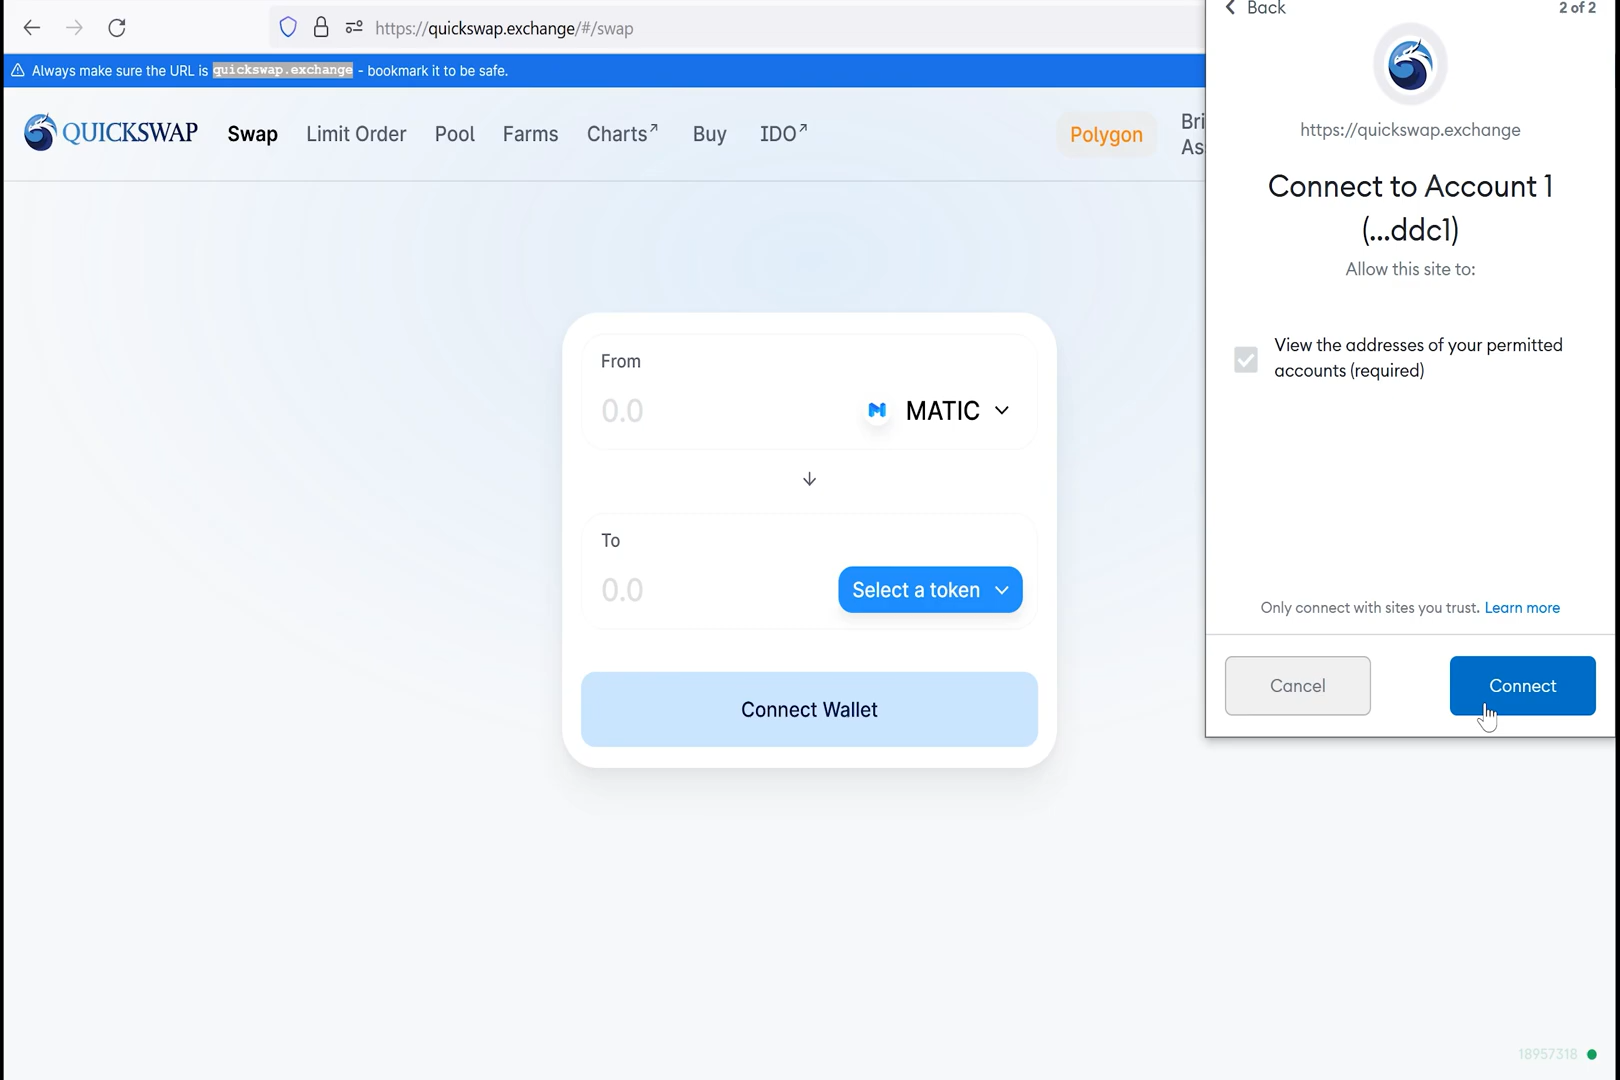 https://quickswap.exchange/#/swap
Always make sure the URL is quickswap.exchange - bookmark it to be safe.
QUICKSWAP
Swap
Limit Order
Pool
Farms
Charts↗
Buy
IDO↗
Polygon
Bri
As
From
0.0
MATIC
To
0.0
Select a token
Connect Wallet
Back
2 of 2
https://quickswap.exchange
Connect to Account 1
(...ddc1)
Allow this site to:
View the addresses of your permitted
accounts (required)
Only connect with sites you trust. Learn more
Cancel
Connect
18957318